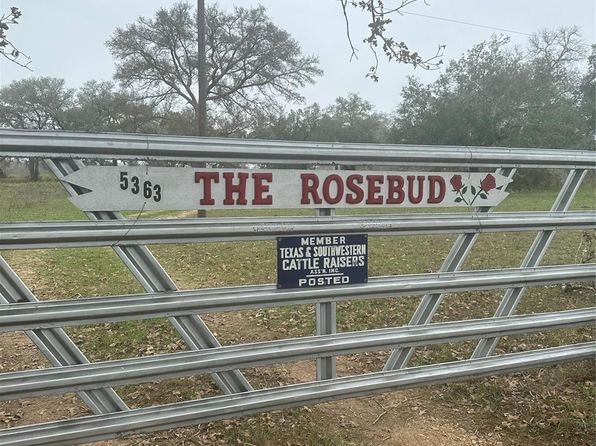 5363 THE ROSEBUD
MEMBER
TEXAS & SOUTHWESTERN
CATTLE RAISERS
ASS'N. INC.
POSTED